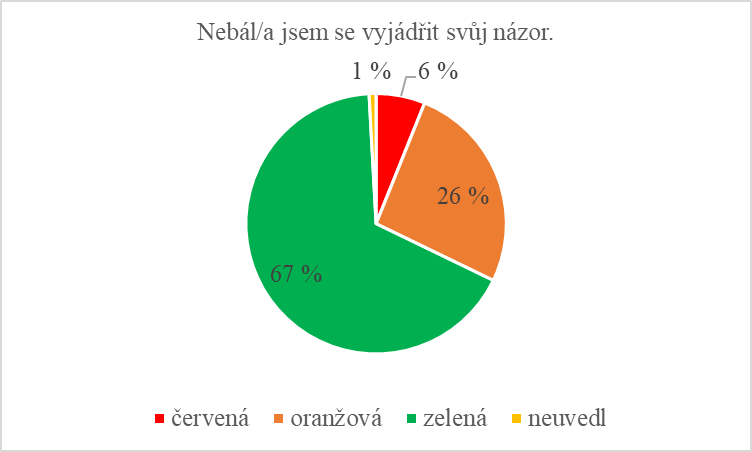 Nebál/a jsem se vyjádřit svůj názor.
1 % 6 %
26 %
67 %
červená oranžová zelená neuvedl